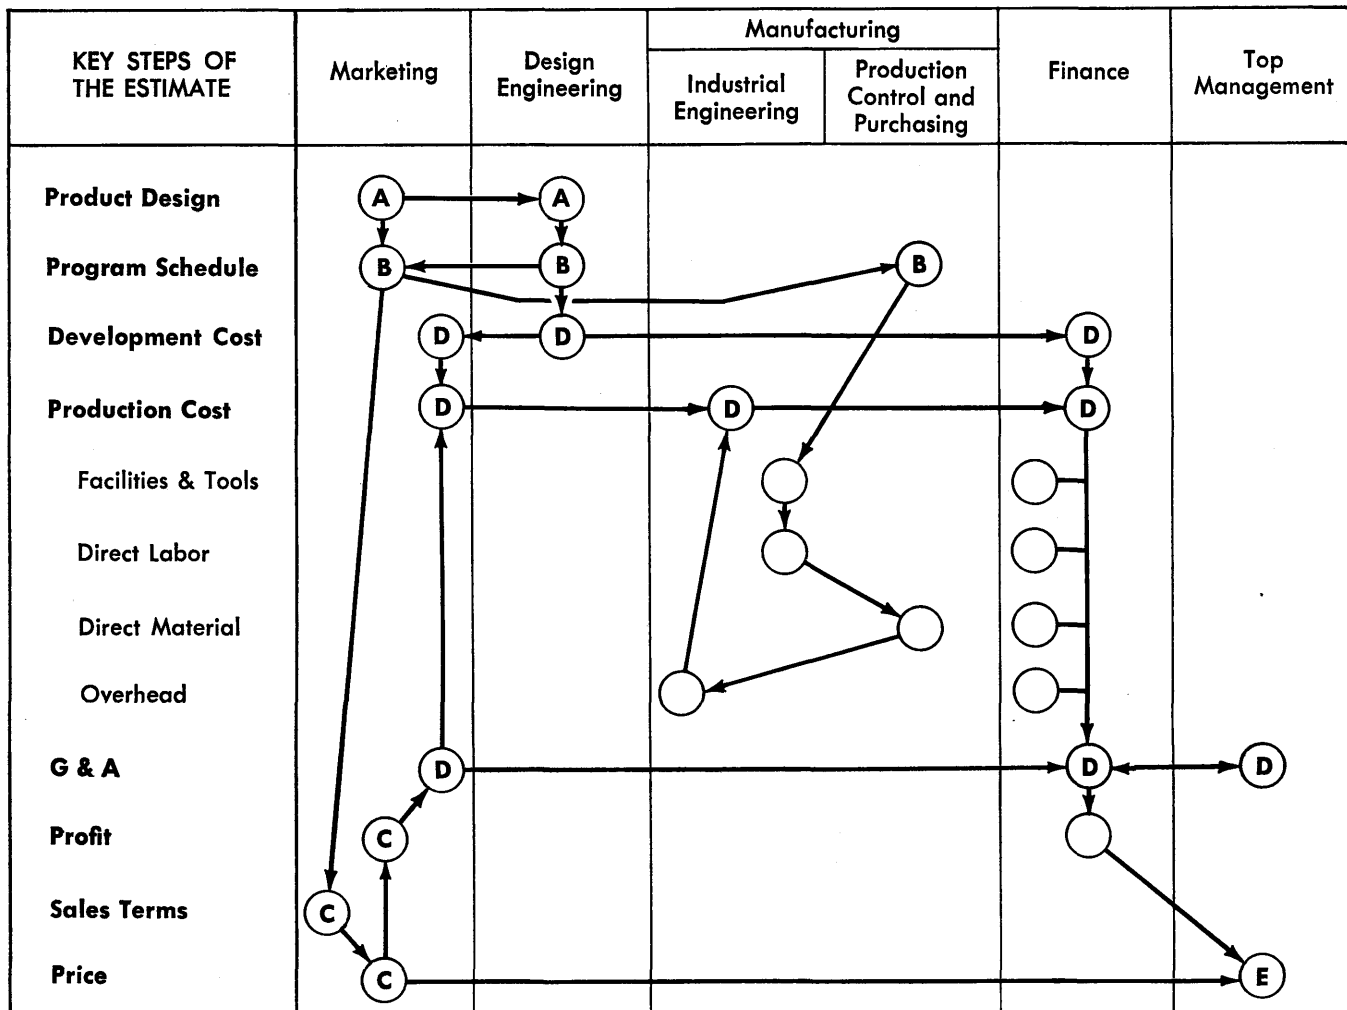 KEY STEPS OF
THE ESTIMATE
Marketing
Design
Engineering
Manufacturing
Industrial
Engineering
Production
Control and
Purchasing
Finance
Top
Management
Product Design
A
A
Program Schedule
B
B
B
Development Cost
D
D
D
Production Cost
D
D
D
Facilities & Tools
Direct Labor
Direct Material
Overhead
G & A
D
D
D
Profit
C
Sales Terms
C
Price
C
E